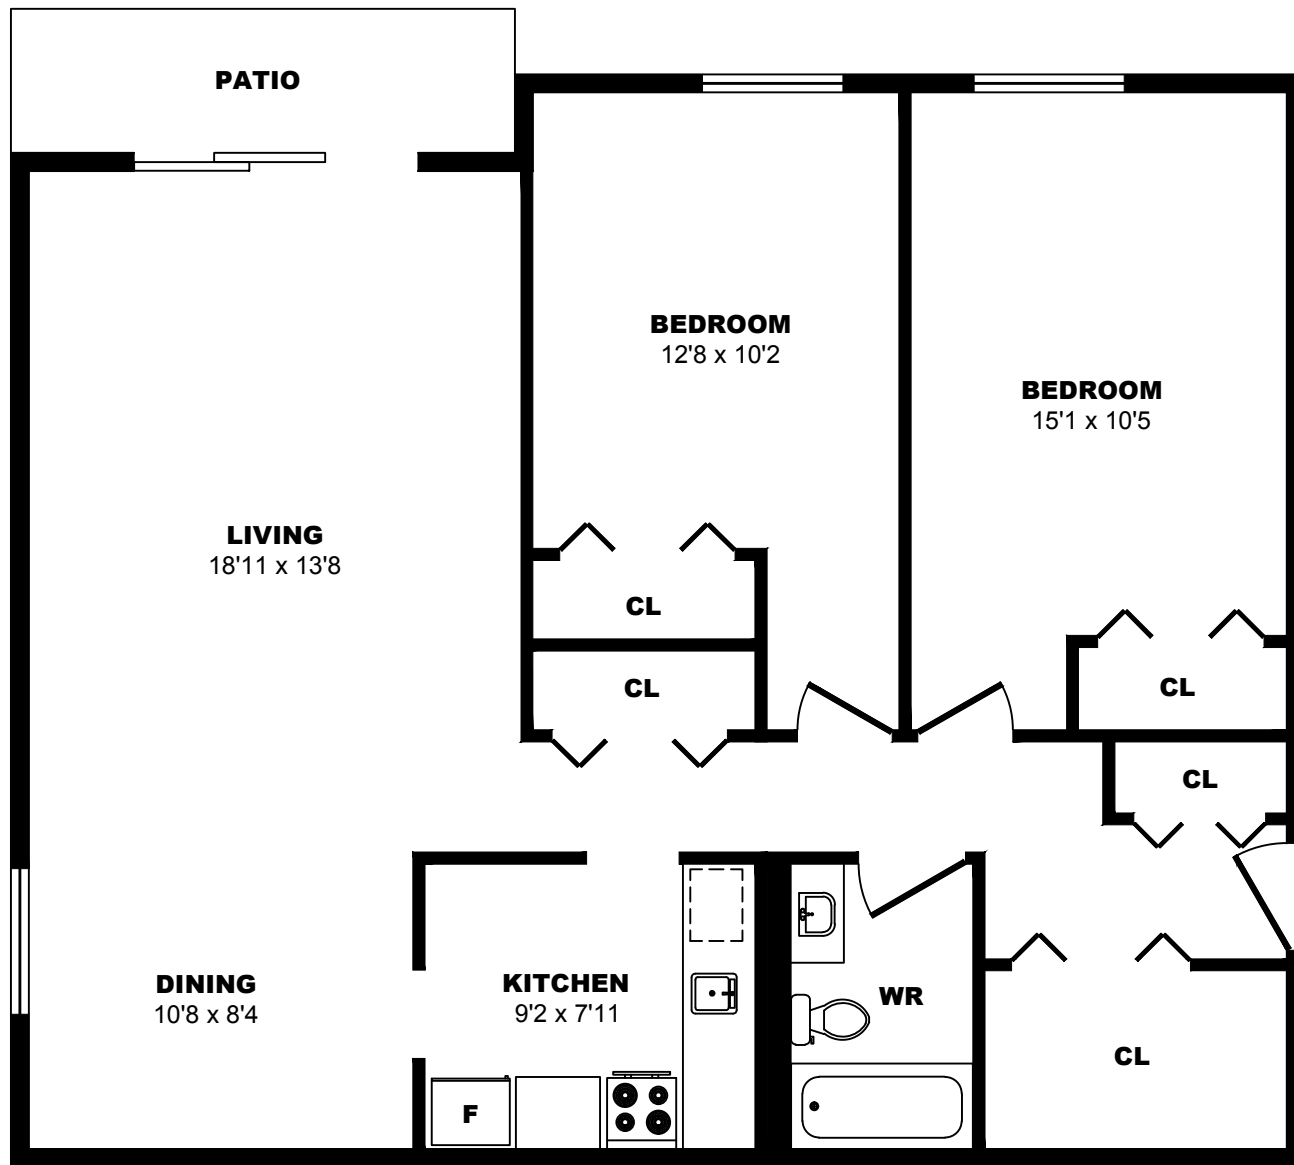 PATIO
BEDROOM
12'8 x 10'2
BEDROOM
15'1 x 10'5
LIVING
18'11 x 13'8
CL
CL
CL
CL
DINING
10'8 x 8'4
KITCHEN
9'2 x 7'11
WR
CL
F